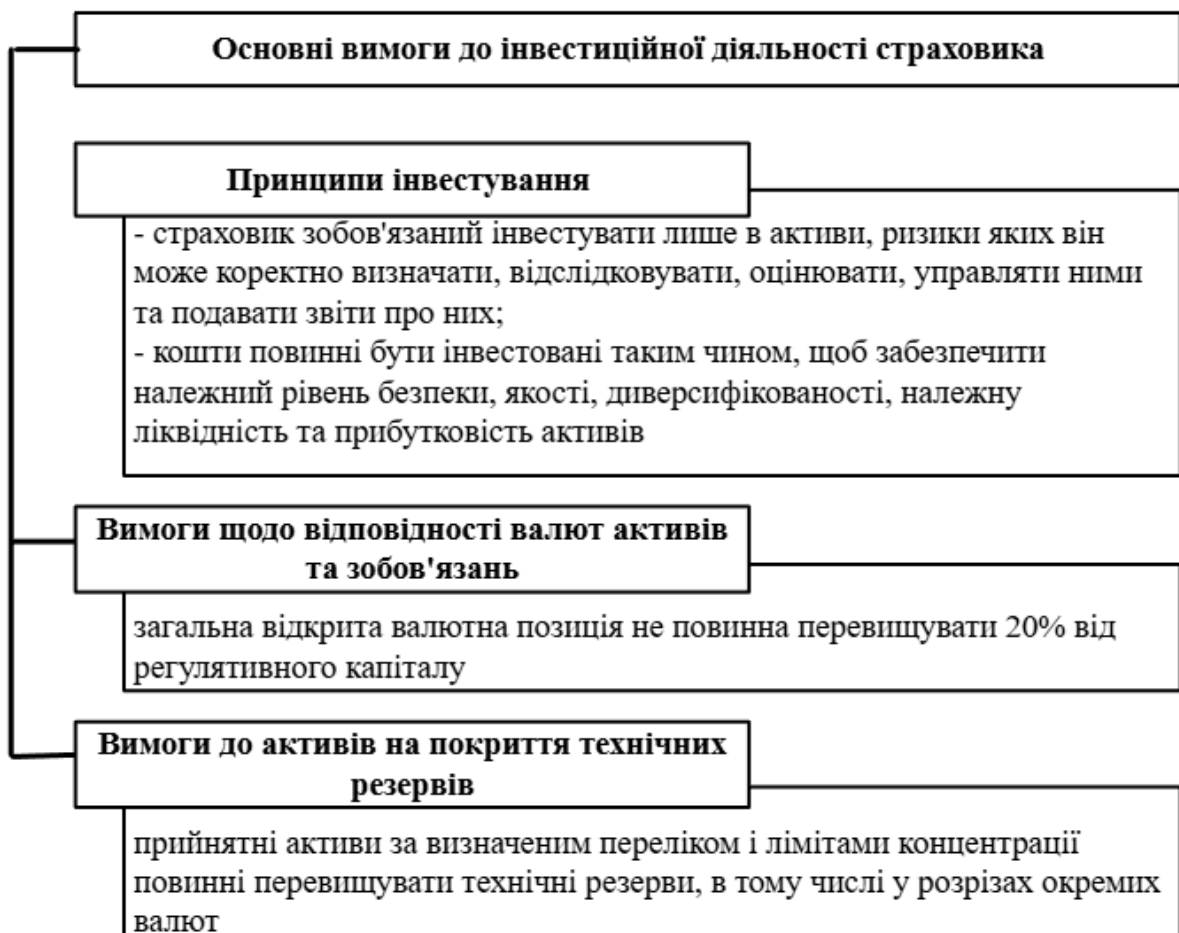 Основні вимоги до інвестиційної діяльності страховика
Принципи інвестування
- страховик зобов'язаний інвестувати лише в активи, ризики яких він
може коректно визначати, відслідковувати, оцінювати, управляти ними
та подавати звіти про них;
- кошти повинні бути інвестовані таким чином, щоб забезпечити
належний рівень безпеки, якості, диверсифікованості, належну
ліквідність та прибутковість активів
Вимоги щодо відповідності валют активів
та зобов'язань
загальна відкрита валютна позиція не повинна перевищувати 20% від
регулятивного капіталу
Вимоги до активів на покриття технічних
резервів
прийнятні активи за визначеним переліком і лімітами концентрації
повинні перевищувати технічні резерви, в тому числі у розрізах окремих
валют